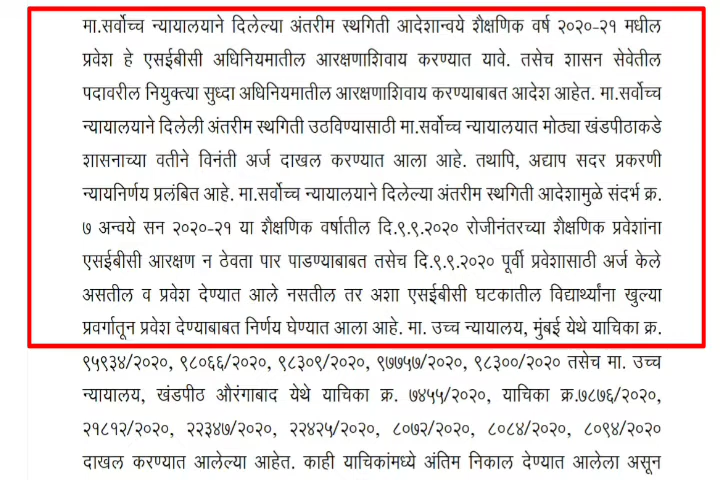 मा.सर्वोच्च न्यायालयाने दिलेल्या अंतरीम स्थगिती आदेशान्वये शैक्षणिक वर्ष २०२०-२१ मधील
प्रवेश हे एसईबीसी अधिनियमातील आरक्षणाशिवाय करण्यात यावे. तसेच शासन सेवेतील
पदावरील नियुक्त्या सुध्दा अधिनियमातील आरक्षणाशिवाय करण्याबाबत आदेश आहेत. मा.सर्वोच्च
न्यायालयाने दिलेली अंतरीम स्थगिती उठविण्यासाठी मा.सर्वोच्च न्यायालयात मोठ्या खंडपीठाकडे
शासनाच्या वतीने विनंती अर्ज दाखल करण्यात आला आहे. तथापि, अद्याप सदर प्रकरणी
न्यायनिर्णय प्रलंबित आहे. मा.सर्वोच्च न्यायालयाने दिलेल्या अंतरीम स्थगिती आदेशामुळे संदर्भ क्र.
७ अन्वये सन २०२०-२१ या शैक्षणिक वर्षातील दि.९.९.२०२० रोजीनंतरच्या शैक्षणिक प्रवेशांना
एसईबीसी आरक्षण न ठेवता पार पाडण्याबाबत तसेच दि.९.९.२०२० पूर्वी प्रवेशासाठी अर्ज केले
असतील व प्रवेश देण्यात आले नसतील तर अशा एसईबीसी घटकातील विद्यार्थ्यांना खुल्या
प्रवर्गातून प्रवेश देण्याबाबत निर्णय घेण्यात आला आहे. मा. उच्च न्यायालय, मुंबई येथे याचिका क्र.
९५९३४/२०२०, ९८०६६/२०२०, ९८३०९/२०२०, ९७७५७/२०२०, ९८३००/२०२० तसेच मा. उच्च
न्यायालय, खंडपीठ औरंगाबाद येथे याचिका क्र. ७४५५/२०२०, याचिका क्र.७८७६/२०२०,
२१८१२/२०२०, २२३४७/२०२०, २२४२५/२०२०, ८०७२/२०२०, ८०८४/२०२०, ८०९४/२०२०
दाखल करण्यात आलेल्या आहेत. काही याचिकांमध्ये अंतिम निकाल देण्यात आलेला असून